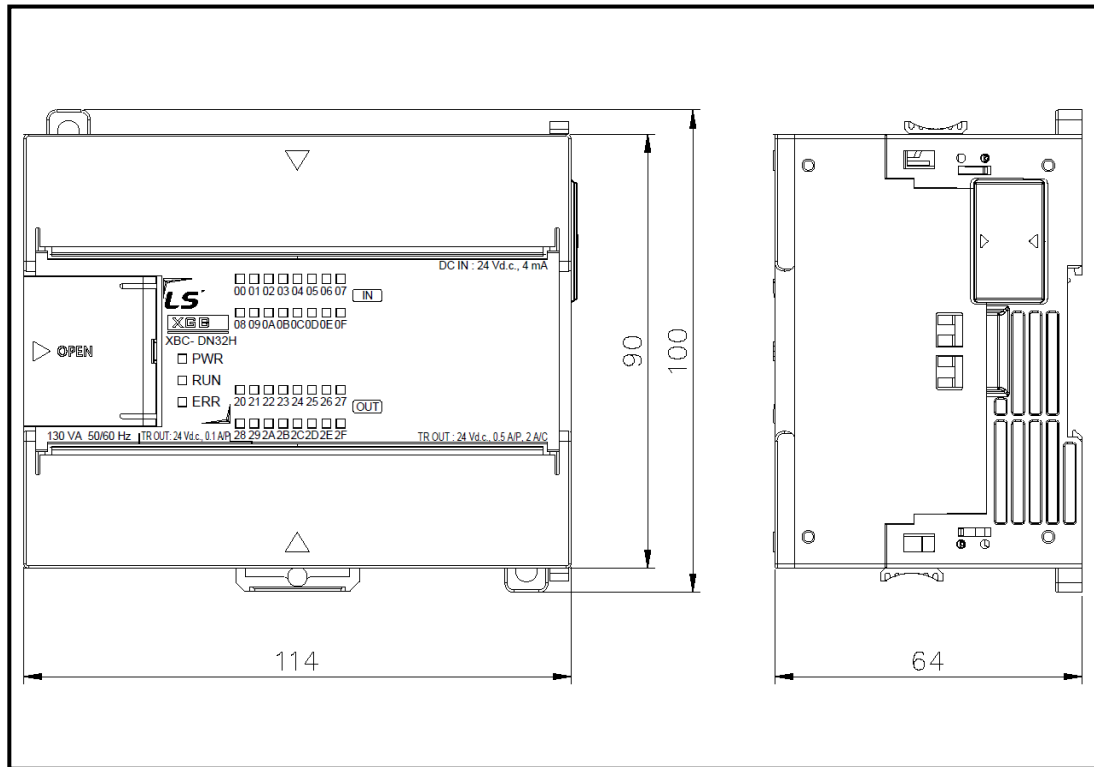 DC IN : 24 Vd.c., 4 mA
LS
XGB
XBC- DN32H
00 01 02 03 04 05 06 07
IN
08 09 0A 0B 0C 0D 0E 0F
OPEN
PWR
RUN
ERR
20 21 22 23 24 25 26 27
OUT
28 29 2A 2B 2C 2D 2E 2F
130 VA 50/60 Hz
TR OUT: 24 Vd.c., 0.1 A/P
TR OUT : 24 Vd.c., 0.5 A/P, 2 A/C
90
100
114
64